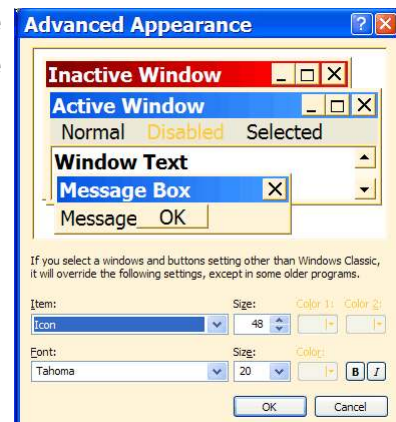 Advanced Appearance
Inactive Window
Active Window
Normal Disabled Selected
Window Text
Message Box
Message OK
If you select a windows and buttons setting other than Windows Classic,
it will override the following settings, except in some older programs.
Item: Size: Color 1: Color 2:
Icon 48
Font: Size: Color:
Tahoma 20 B I
OK Cancel